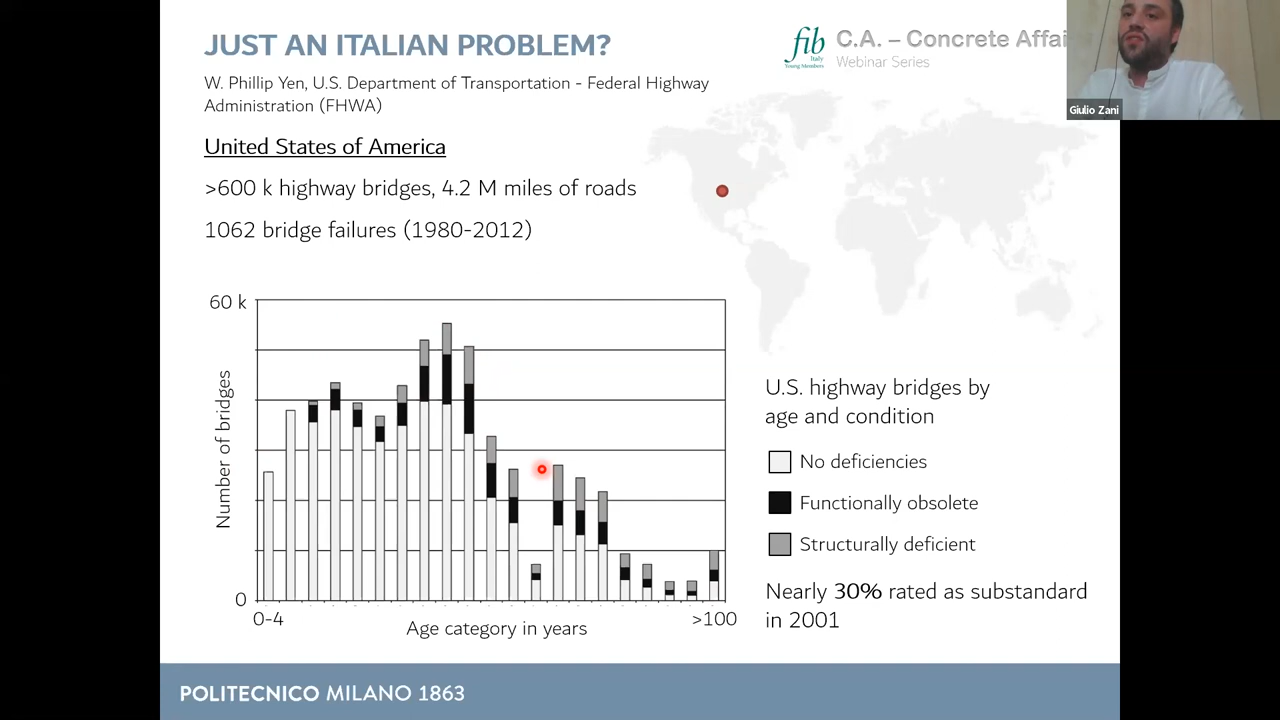 JUST AN ITALIAN PROBLEM?
fib
Italy
Young Members
C.A. – Concrete Affai
Webinar Series
Giulio Zani
W. Phillip Yen, U.S. Department of Transportation - Federal Highway
Administration (FHWA)
United States of America
>600 k highway bridges, 4.2 M miles of roads
1062 bridge failures (1980-2012)
60 k
Number of bridges
0
0-4
Age category in years
>100
U.S. highway bridges by
age and condition
No deficiencies
Functionally obsolete
Structurally deficient
Nearly 30% rated as substandard
in 2001
POLITECNICO MILANO 1863